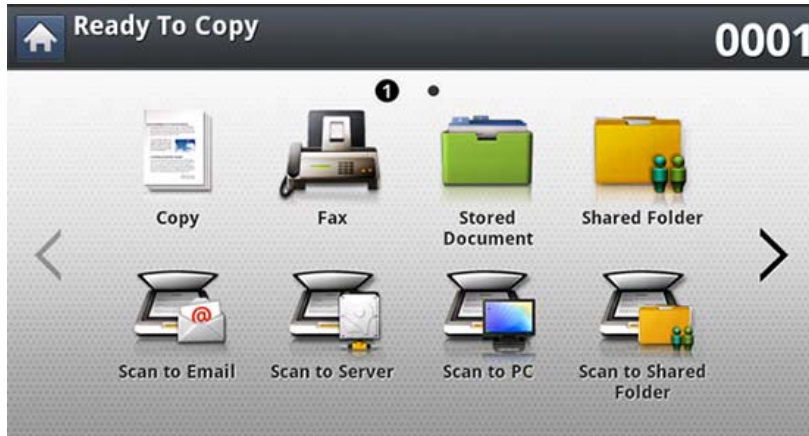 Ready To Copy
0001
1
Copy
Fax
Stored
Document
Shared Folder
@
Scan to Email
Scan to Server
Scan to PC
Scan to Shared
Folder